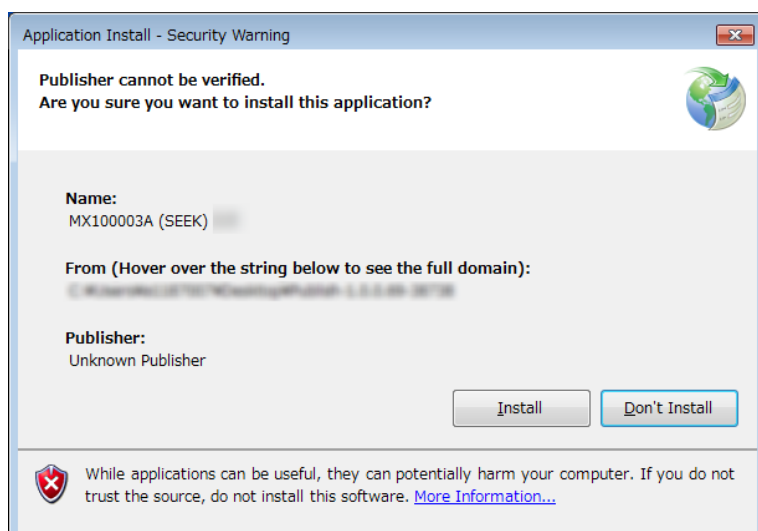 Application Install - Security Warning
Publisher cannot be verified.
Are you sure you want to install this application?
Name:
MX100003A (SEEK)
From (Hover over the string below to see the full domain):
Publisher:
Unknown Publisher
Install
Don't Install
While applications can be useful, they can potentially harm your computer. If you do not
trust the source, do not install this software. More Information...